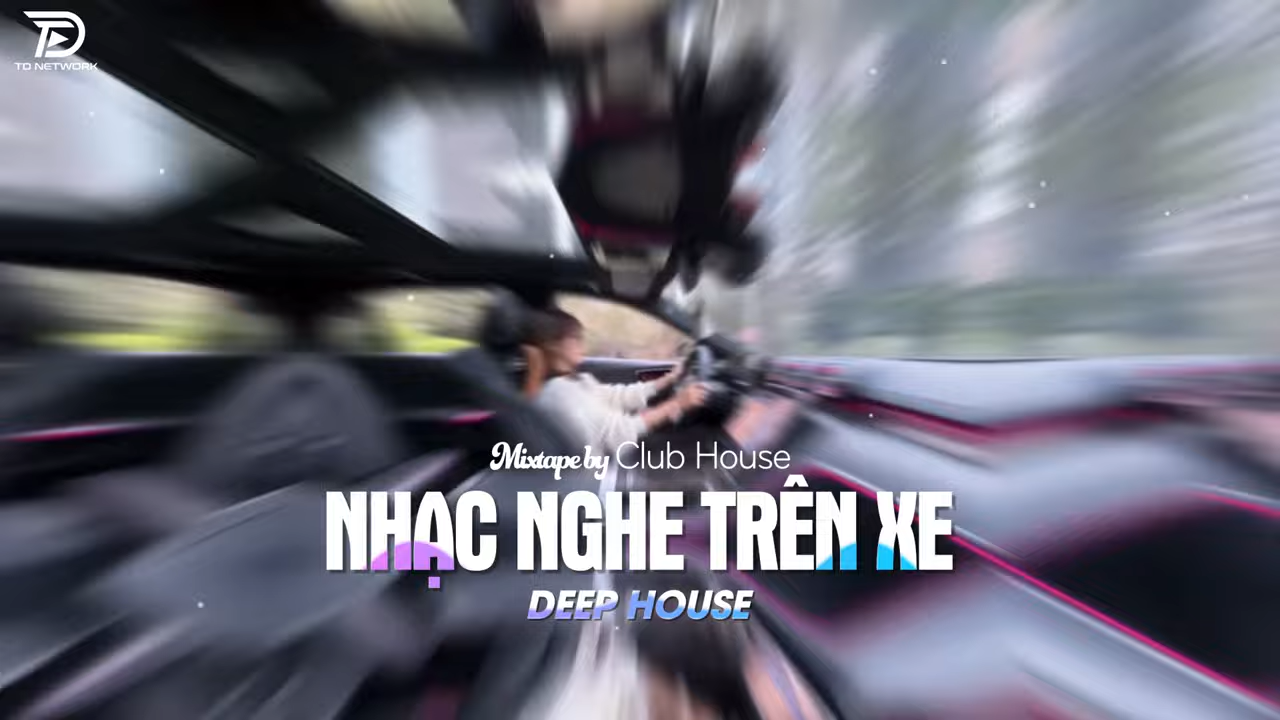 TD NETWORK
Mixtape by Club House
NHẠC NGHE TRÊN XE
DEEP HOUSE